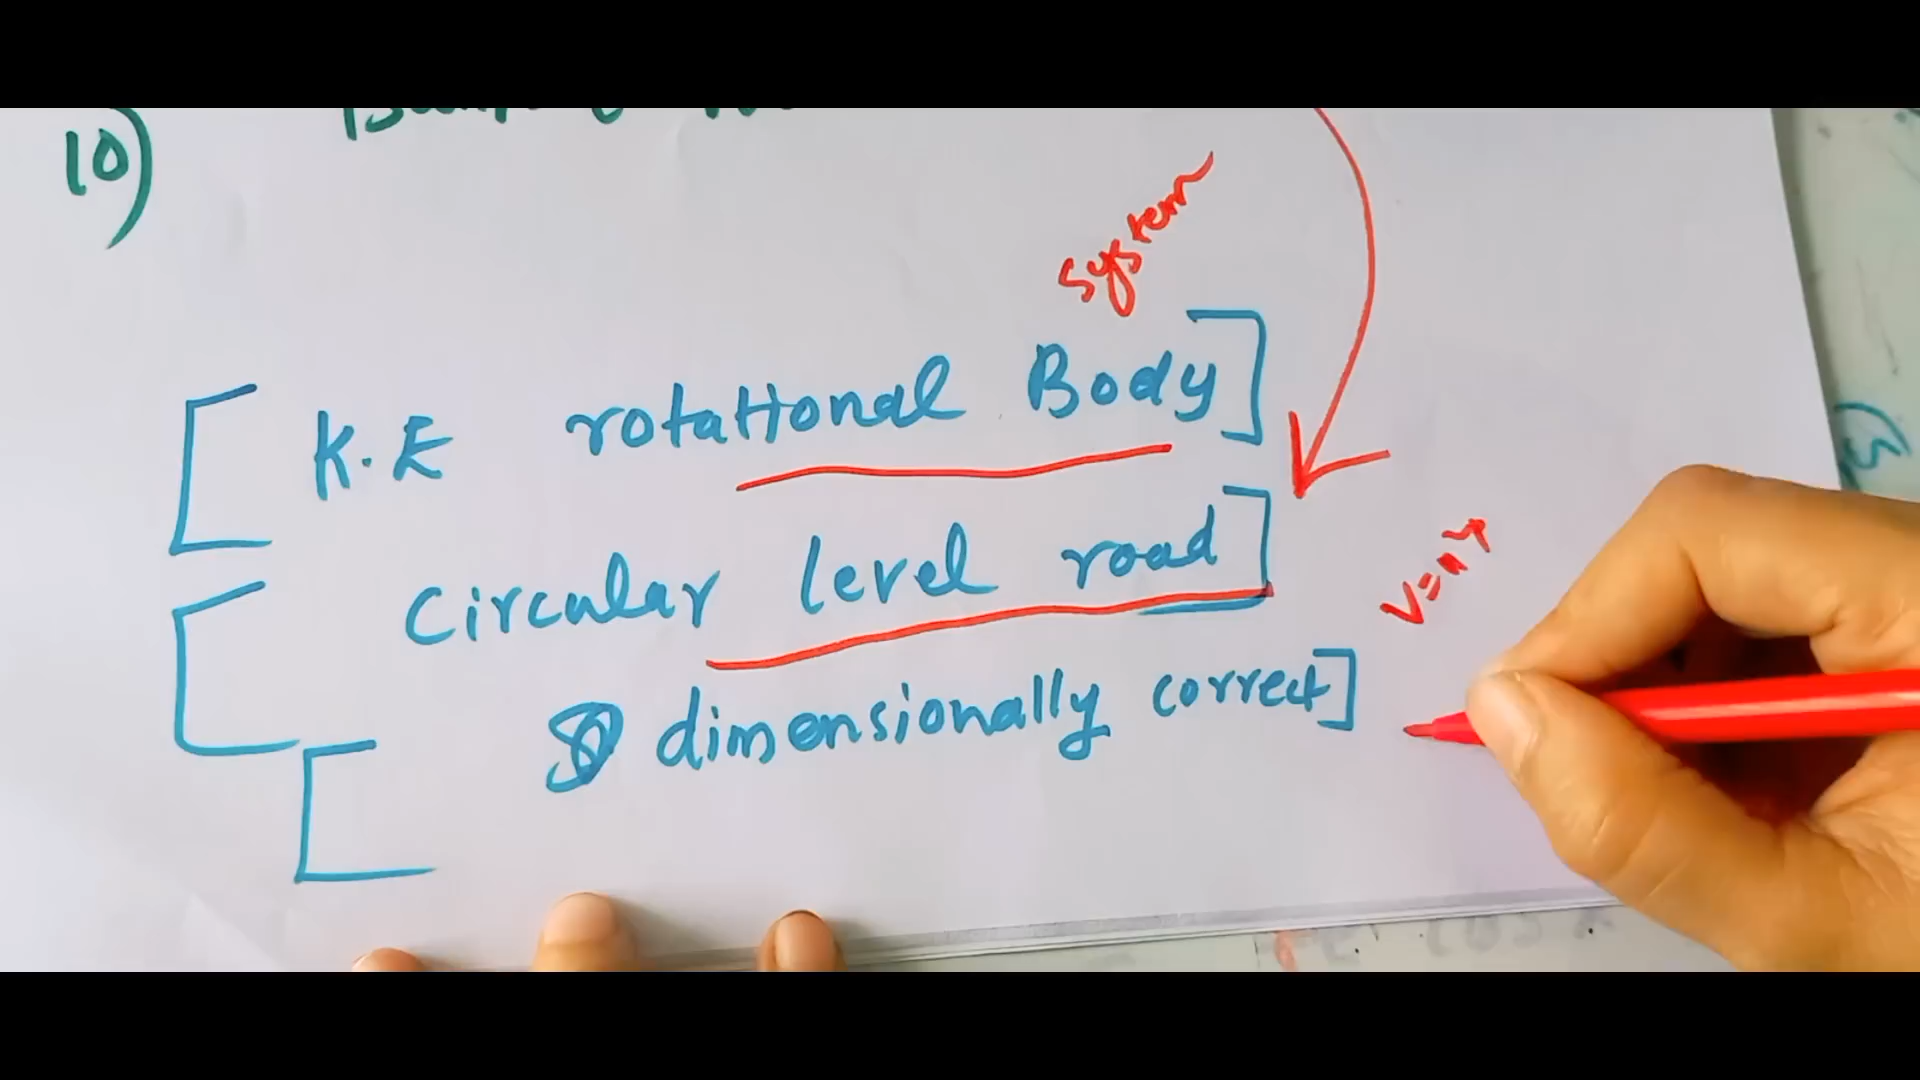 10)
system
[ K.E rotational Body ]
[ Circular level road ]
[ dimensionally correct ]